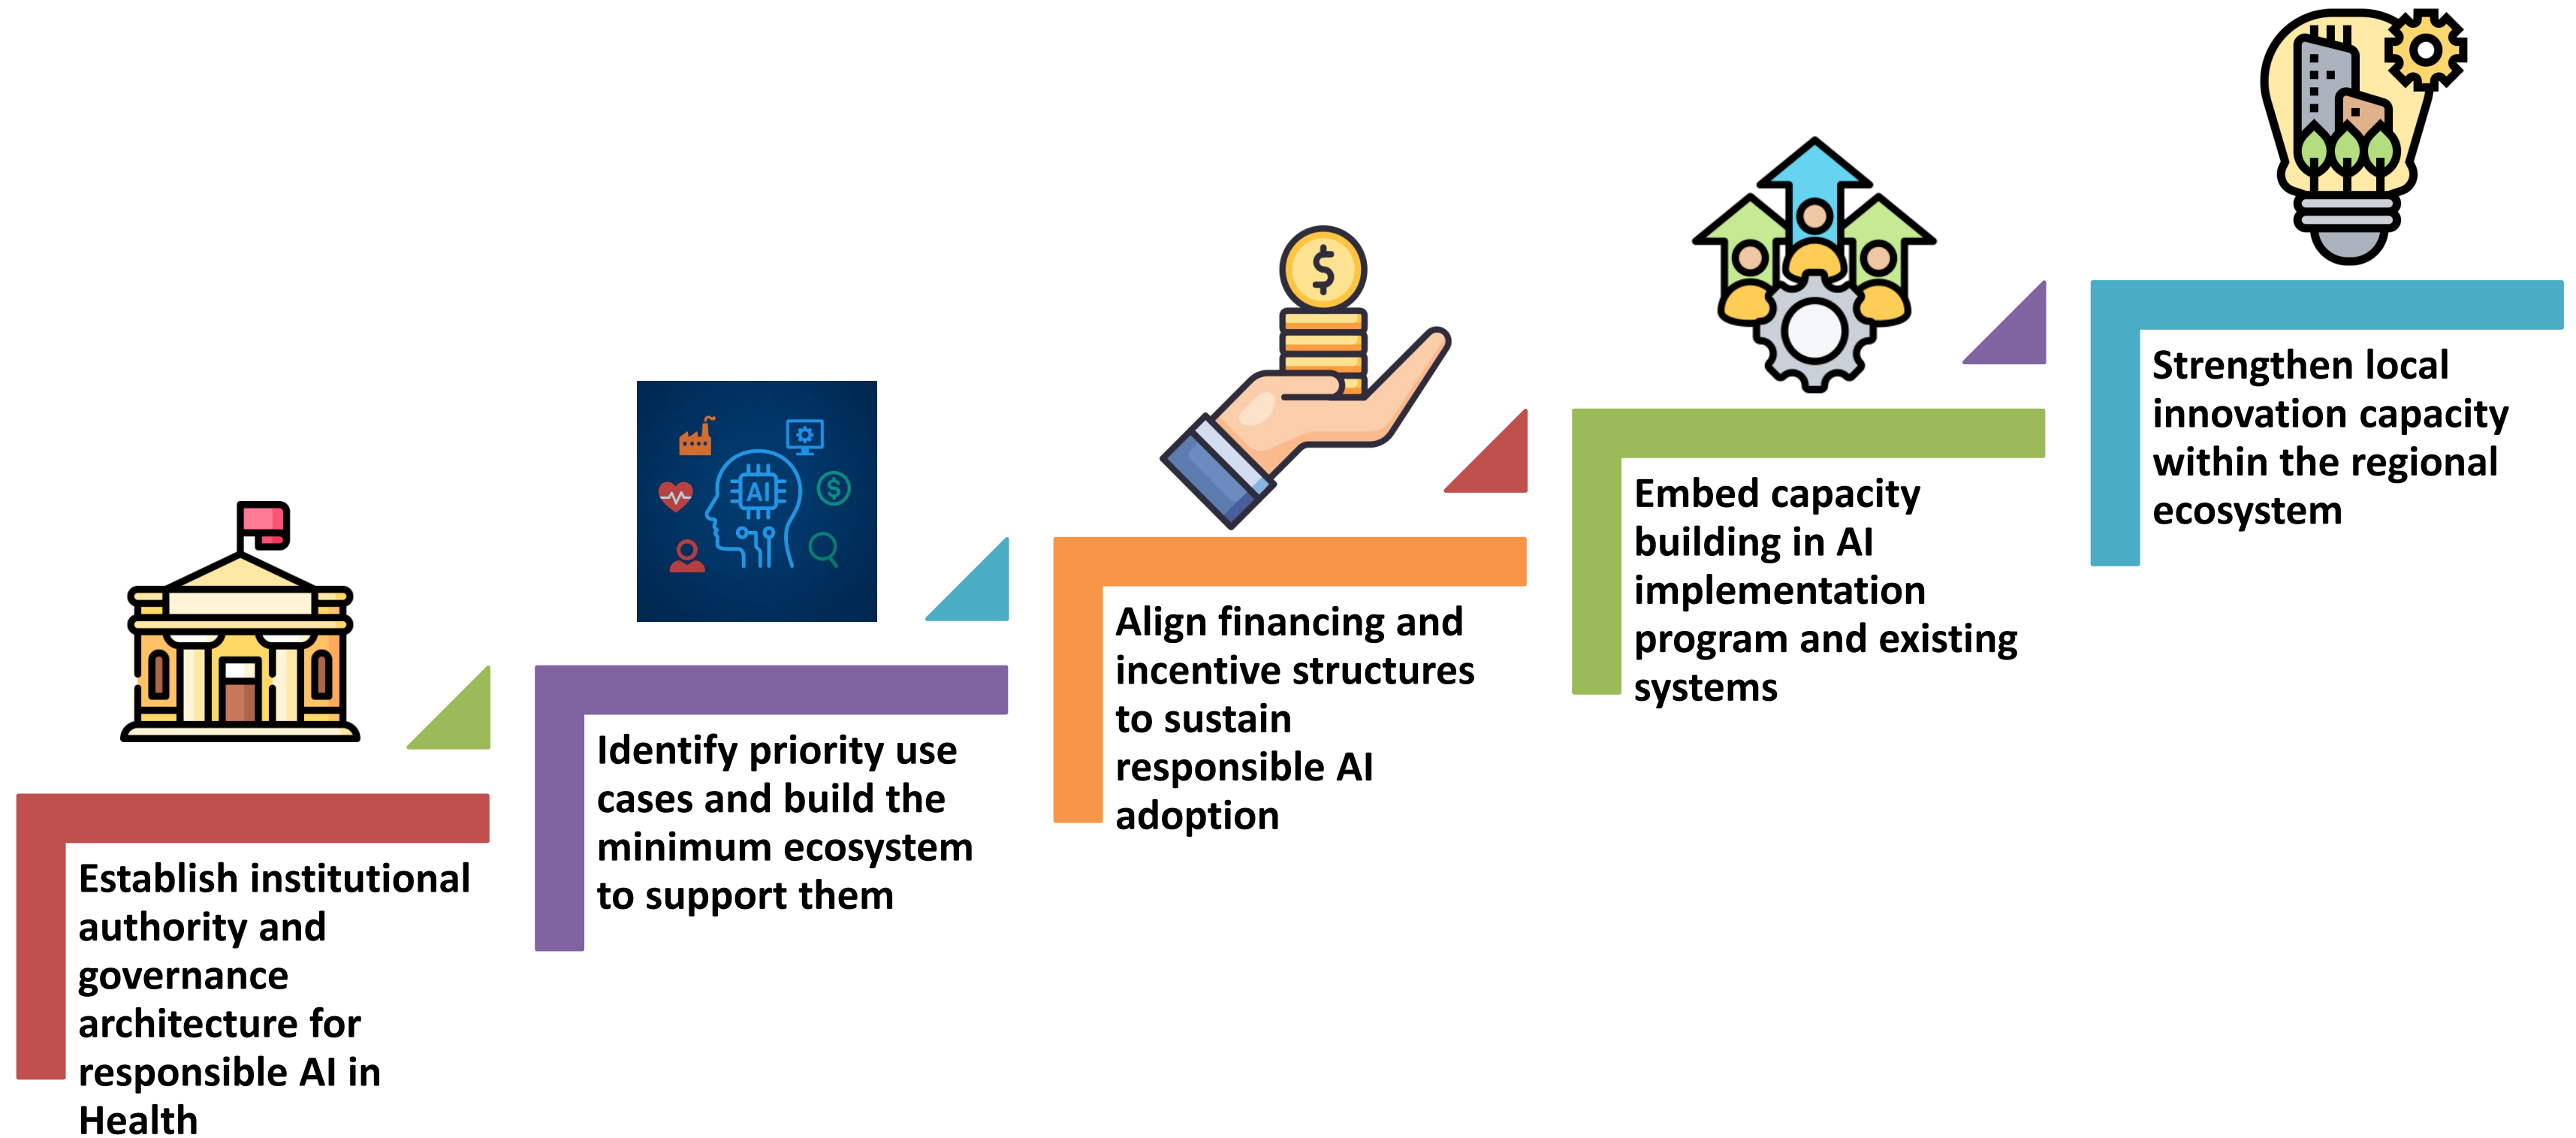 Establish institutional
authority and
governance
architecture for
responsible AI in
Health
AI
$
Identify priority use
cases and build the
minimum ecosystem
to support them
$
Align financing and
incentive structures
to sustain
responsible AI
adoption
Embed capacity
building in AI
implementation
program and existing
systems
Strengthen local
innovation capacity
within the regional
ecosystem